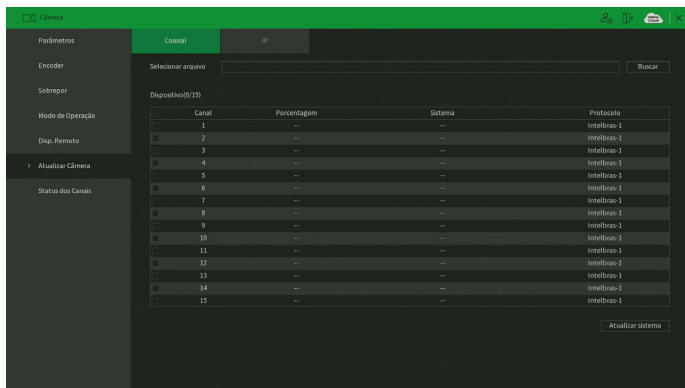 Câmera
Parâmetros
Encoder
Sobrepor
Modo de Operação
Disp. Remoto
> Atualizar Câmera
Status dos Canais
Coaxial IP
Selecionar arquivo Buscar
Dispositivo(0/15)
Canal Porcentagem Sistema Protocolo
1 -- -- Intelbras-1
2 -- -- Intelbras-1
3 -- -- Intelbras-1
4 -- -- Intelbras-1
5 -- -- Intelbras-1
6 -- -- Intelbras-1
7 -- -- Intelbras-1
8 -- -- Intelbras-1
9 -- -- Intelbras-1
10 -- -- Intelbras-1
11 -- -- Intelbras-1
12 -- -- Intelbras-1
13 -- -- Intelbras-1
14 -- -- Intelbras-1
15 -- -- Intelbras-1
Atualizar sistema